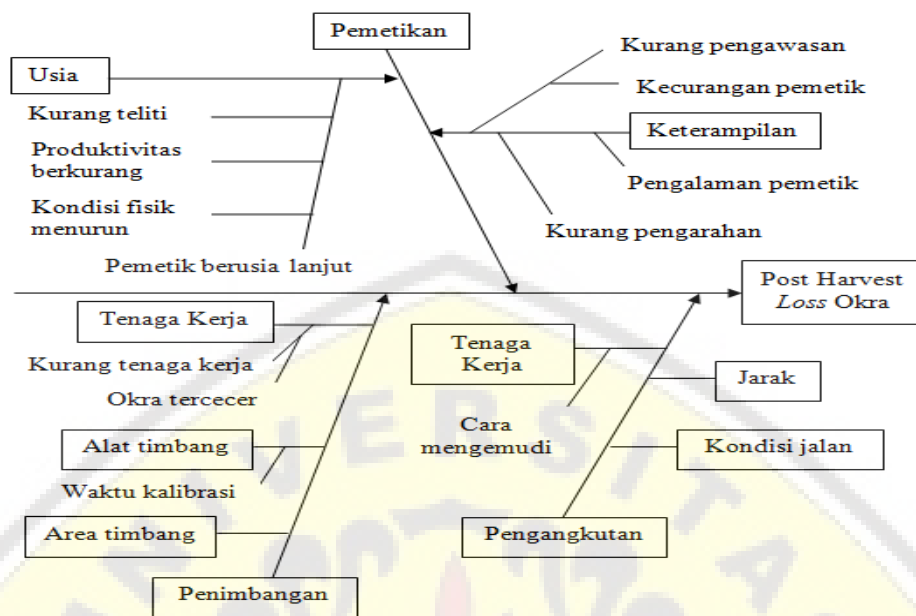 Pemetikan
Usia
Kurang teliti
Produktivitas
berkurang
Kondisi fisik
menurun
Pemetik berusia lanjut
Kurang pengawasan
Kecurangan pemetik
Keterampilan
Pengalaman pemetik
Kurang pengarahan
Post Harvest
Loss Okra
Tenaga Kerja
Kurang tenaga kerja
Okra tercecer
Alat timbang
Waktu kalibrasi
Area timbang
Penimbangan
Tenaga
Kerja
Cara
mengemudi
Jarak
Kondisi jalan
Pengangkutan
UNIVERSITA